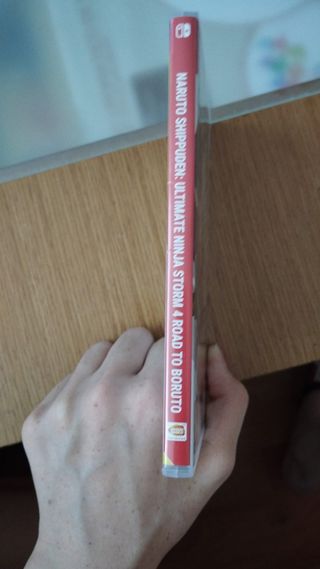 NARUTO SHIPPUDEN: ULTIMATE NINJA STORM 4 ROAD TO BORUTO